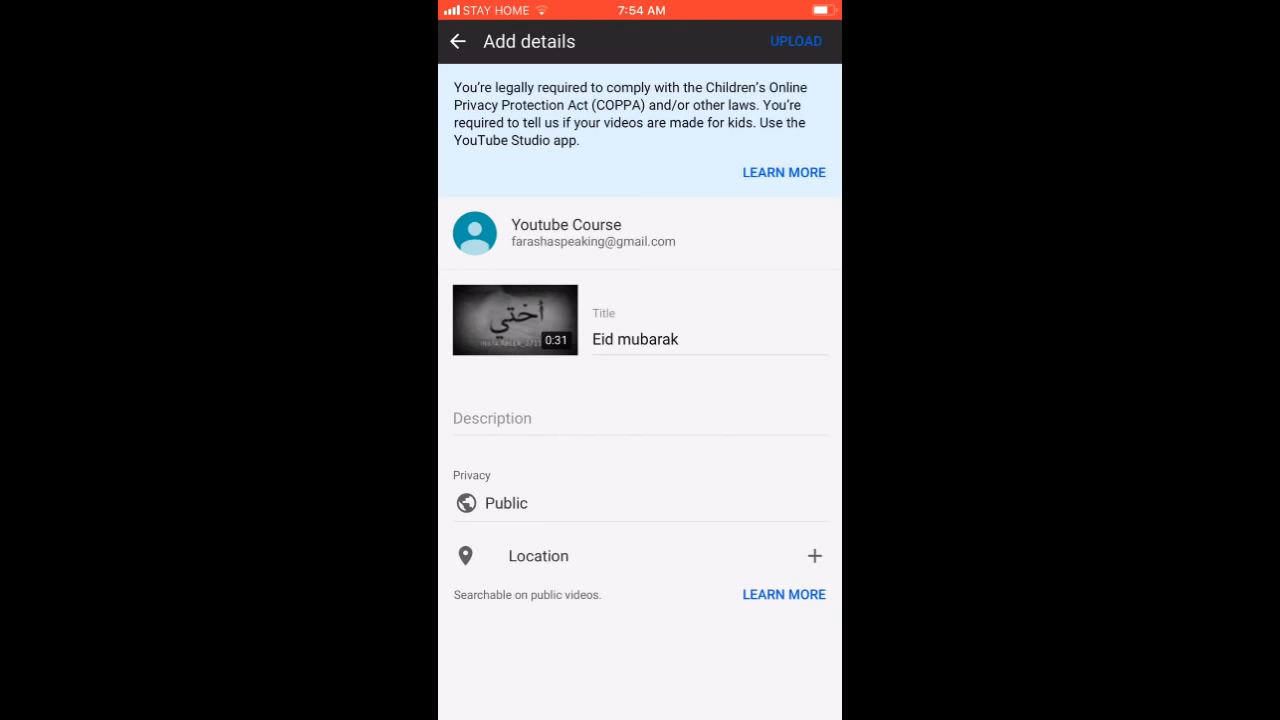 STAY HOME 7:54 AM
Add details UPLOAD
You're legally required to comply with the Children's Online
Privacy Protection Act (COPPA) and/or other laws. You're
required to tell us if your videos are made for kids. Use the
YouTube Studio app.
LEARN MORE
Youtube Course
farashaspeaking@gmail.com
أختي
0:31
Title
Eid mubarak
Description
Privacy
Public
Location +
Searchable on public videos. LEARN MORE